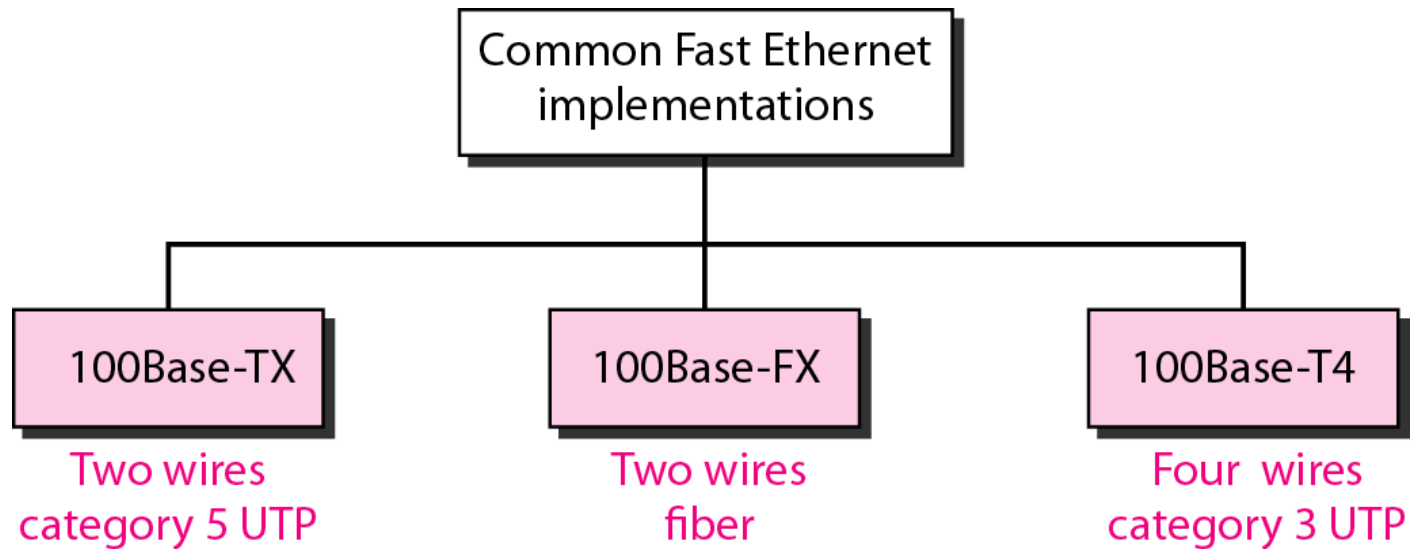 Common Fast Ethernet
implementations
100Base-TX
100Base-FX
100Base-T4
Two wires
category 5 UTP
Two wires
fiber
Four wires
category 3 UTP